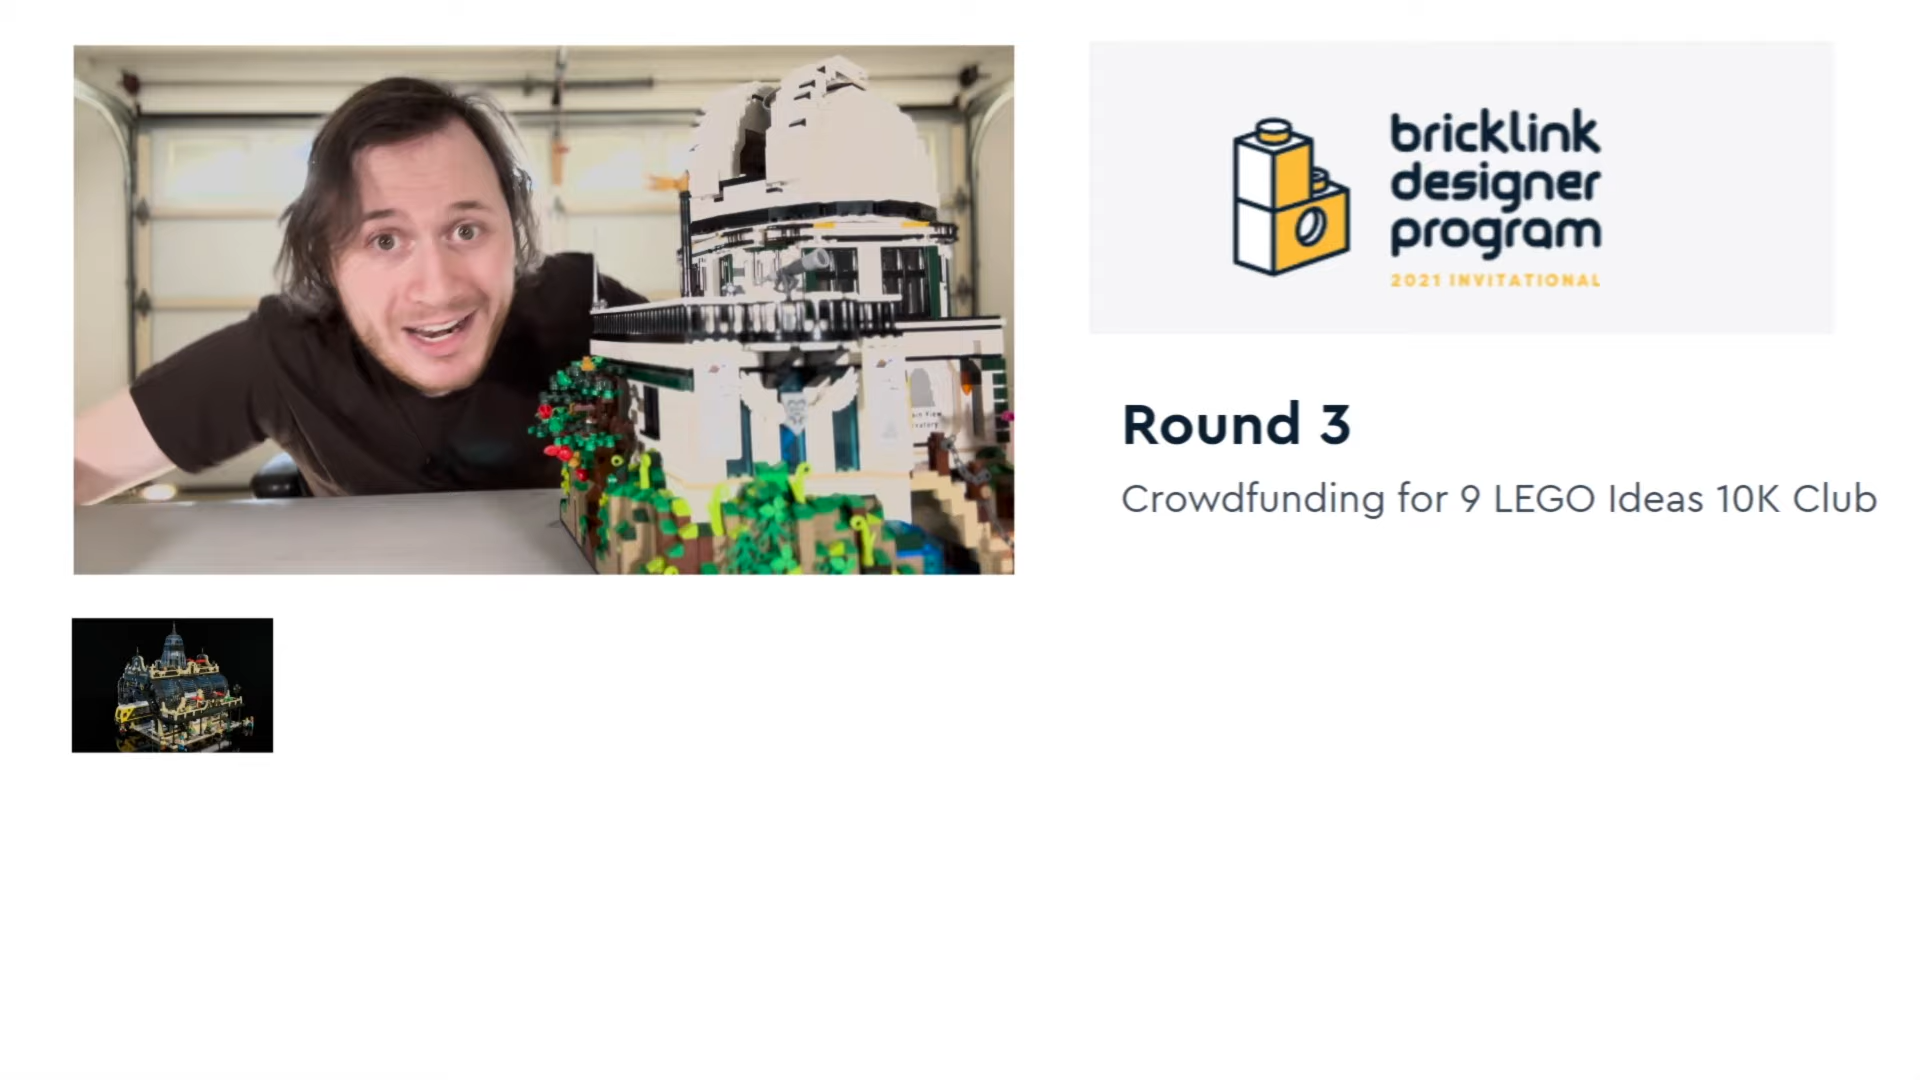 bricklink
designer
program
2021 INVITATIONAL
Round 3
Crowdfunding for 9 LEGO Ideas 10K Club